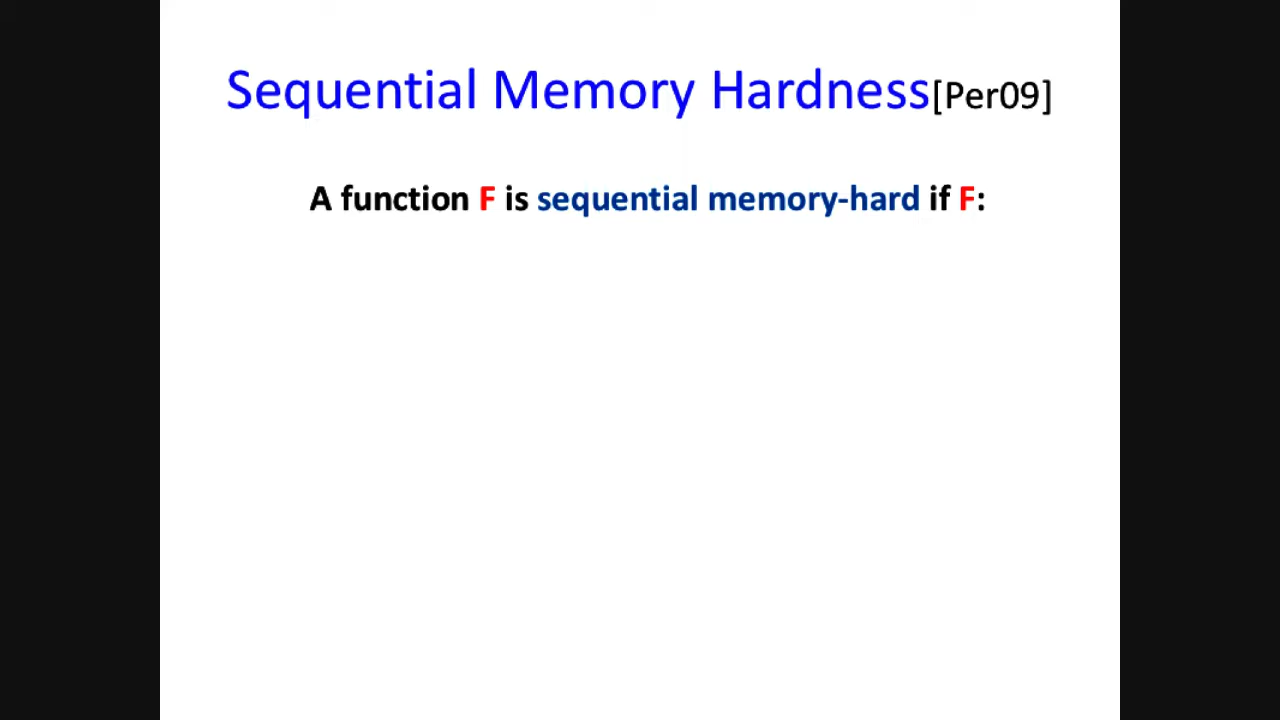 Sequential Memory Hardness[Per09]
A function F is sequential memory-hard if F: